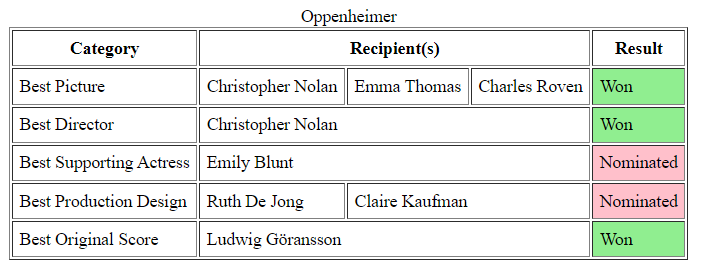 Oppenheimer
Category Recipient(s) Result
Best Picture Christopher Nolan Emma Thomas Charles Roven Won
Best Director Christopher Nolan Won
Best Supporting Actress Emily Blunt Nominated
Best Production Design Ruth De Jong Claire Kaufman Nominated
Best Original Score Ludwig Göransson Won